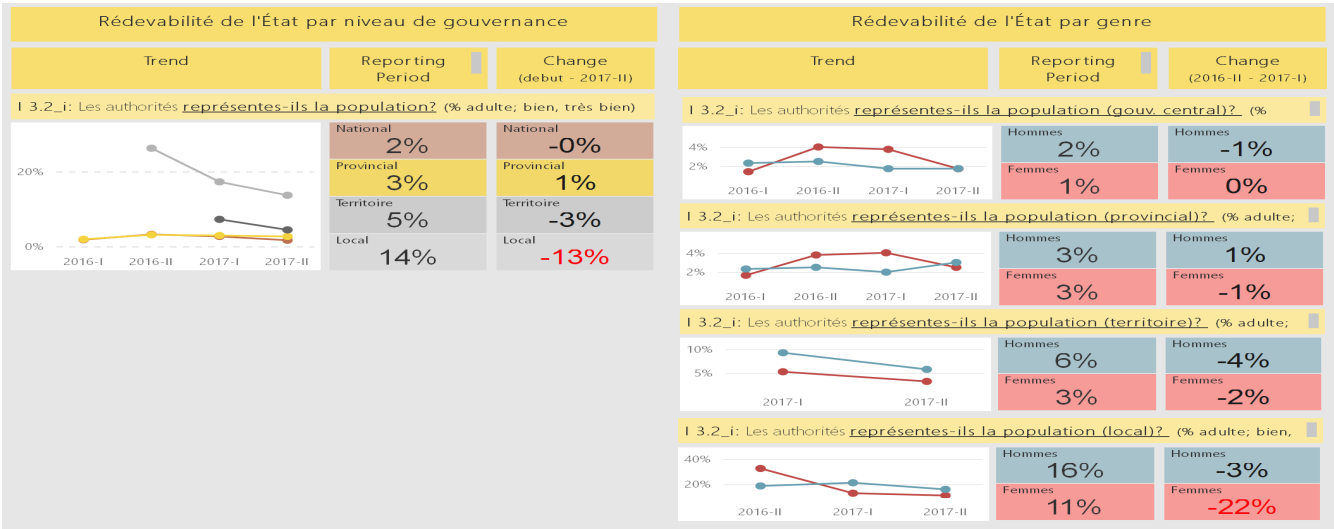 Rédevabilité de l'État par niveau de gouvernance
Trend
Reporting
Period
Change
(debut - 2017-II)
I 3.2_i: Les authorités représentes-ils la population? (% adulte; bien, très bien)
20%
0%
2016-I 2016-II 2017-I 2017-II
National
2%
National
-0%
Provincial
3%
Provincial
1%
Territoire
5%
Territoire
-3%
Local
14%
Local
-13%
Rédevabilité de l'État par genre
Trend
Reporting
Period
Change
(2016-II - 2017-I)
I 3.2_i: Les authorités représentes-ils la population (gouv. central)? (%
4%
2%
2016-I 2016-II 2017-I 2017-II
Hommes
2%
Hommes
-1%
Femmes
1%
Femmes
0%
I 3.2_i: Les authorités représentes-ils la population (provincial)? (% adulte;
4%
2%
2016-I 2016-II 2017-I 2017-II
Hommes
3%
Hommes
1%
Femmes
3%
Femmes
-1%
I 3.2_i: Les authorités représentes-ils la population (territoire)? (% adulte;
10%
5%
2017-I 2017-II
Hommes
6%
Hommes
-4%
Femmes
3%
Femmes
-2%
I 3.2_i: Les authorités représentes-ils la population (local)? (% adulte; bien,
40%
20%
2016-II 2017-I 2017-II
Hommes
16%
Hommes
-3%
Femmes
11%
Femmes
-22%